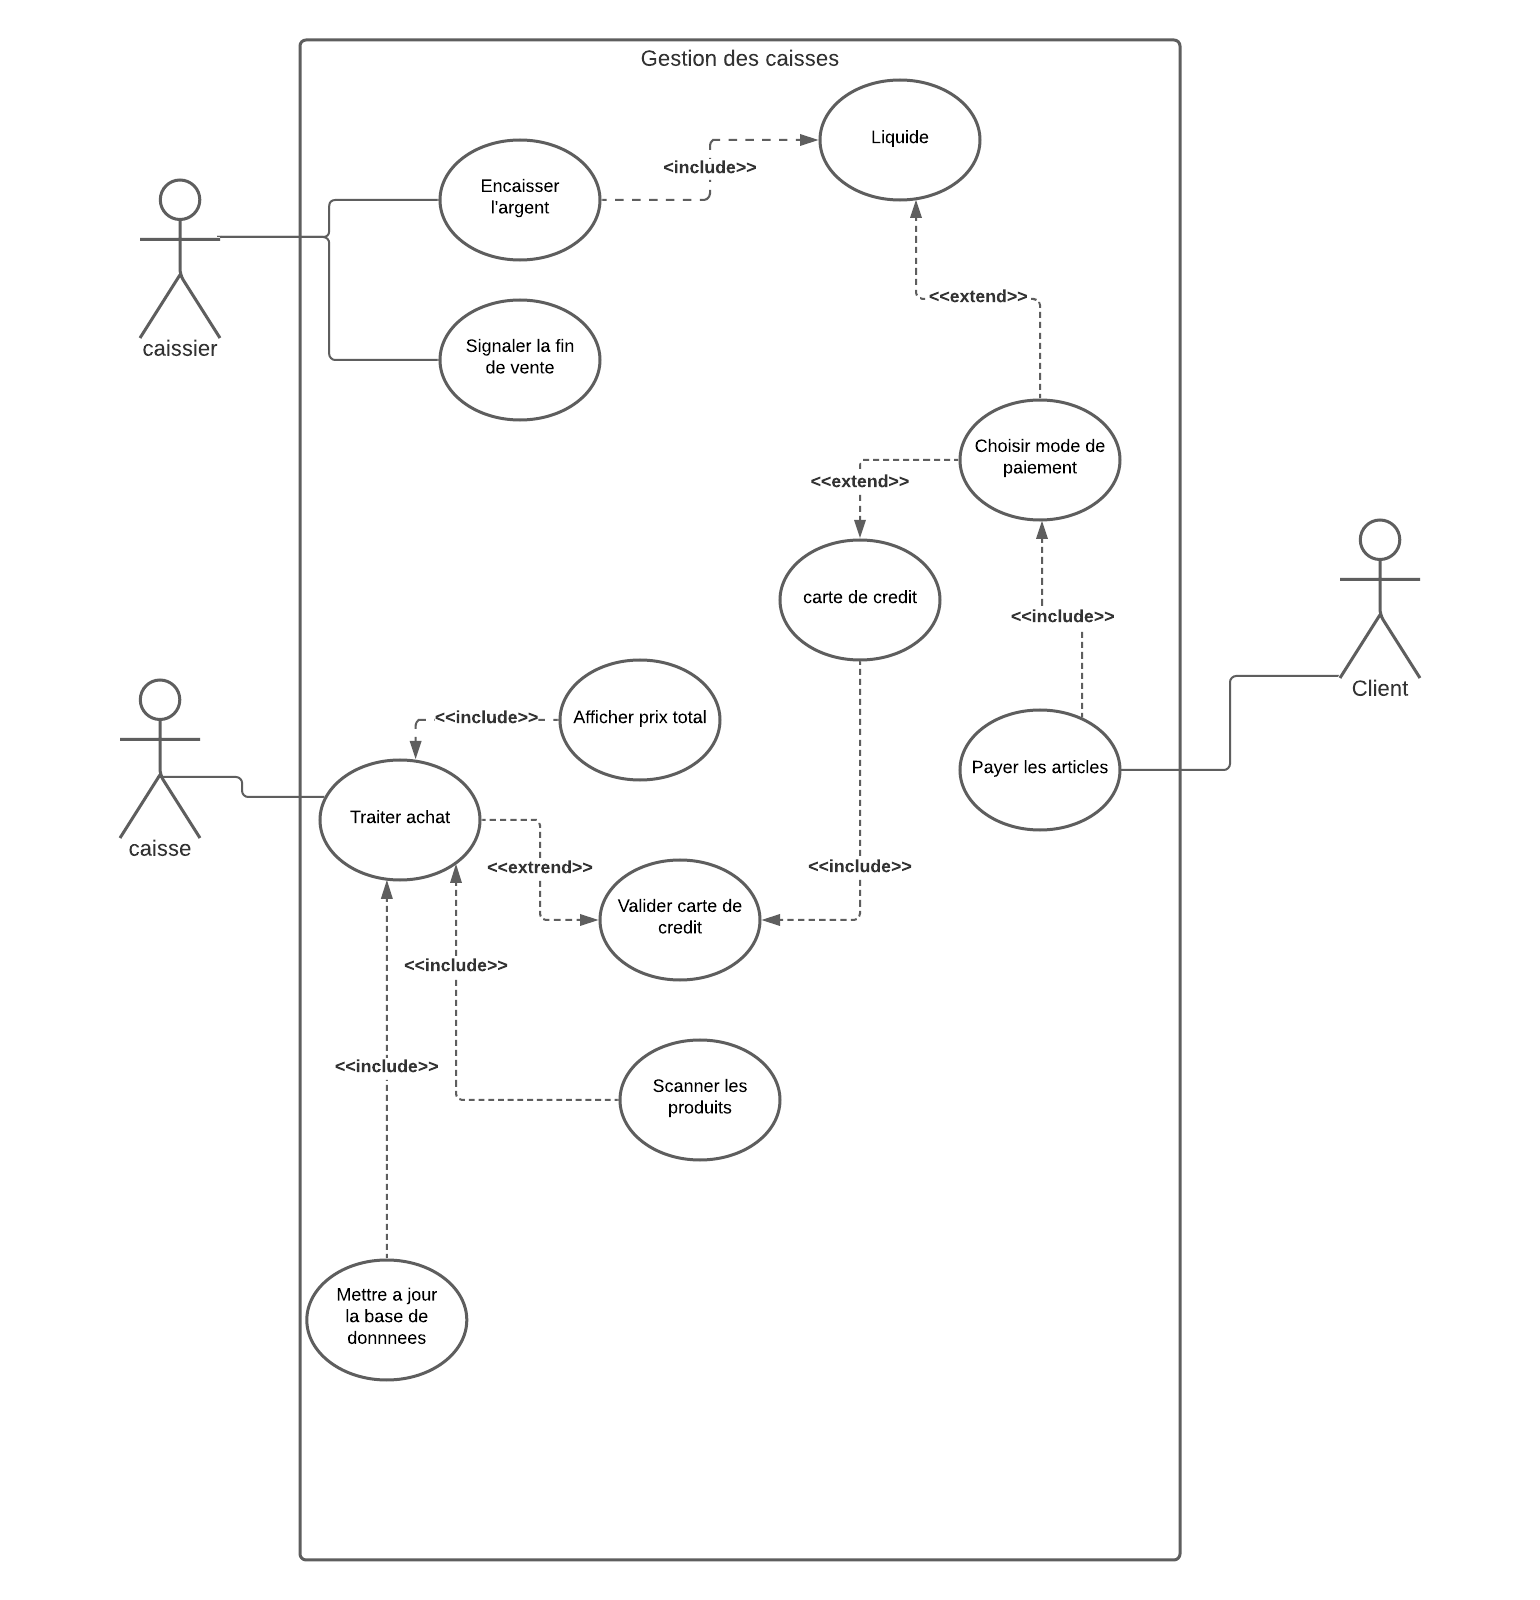 Gestion des caisses
Liquide
<include>>
Encaisser
l'argent
<<extend>>
caissier
Signaler la fin
de vente
Choisir mode de
paiement
<<extend>>
carte de credit
<<include>>
Client
<<include>>
Afficher prix total
Payer les articles
Traiter achat
caisse
<<extrend>>
<<include>>
Valider carte de
credit
<<include>>
<<include>>
Scanner les
produits
Mettre a jour
la base de
donnnees